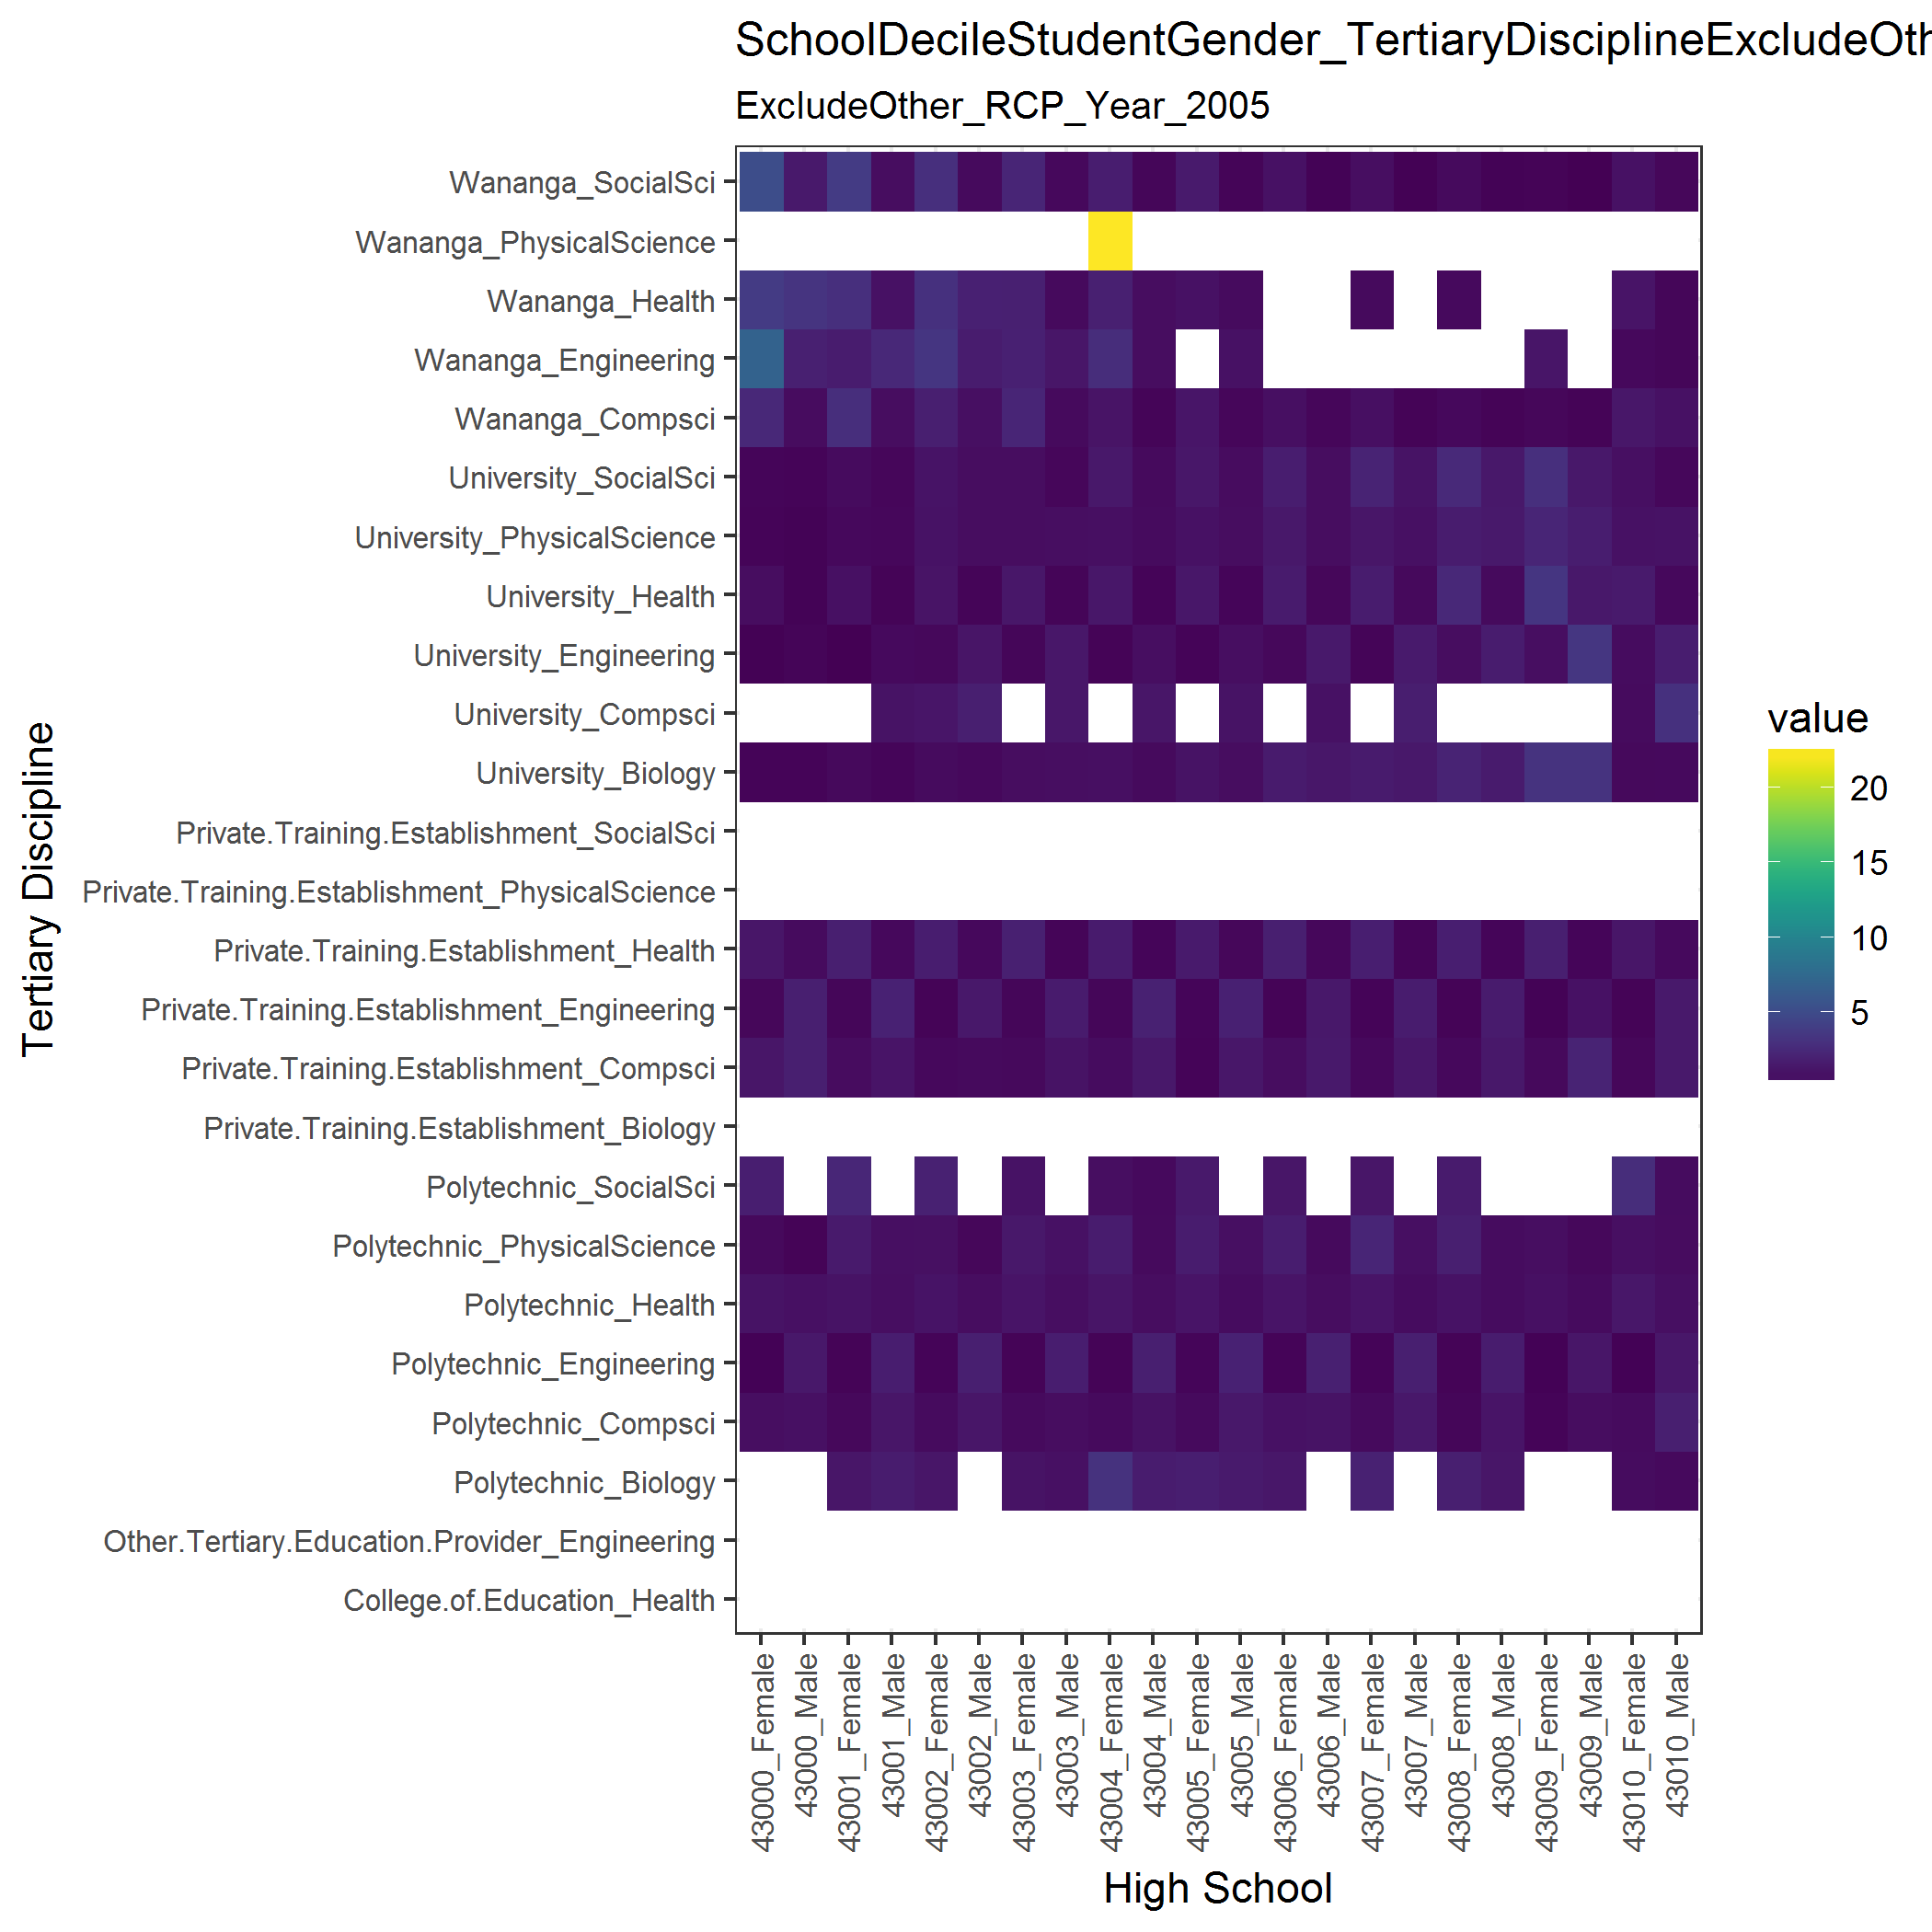 SchoolDecileStudentGender_TertiaryDisciplineExcludeOth
ExcludeOther_RCP_Year_2005
Wananga_SocialSci
Wananga_PhysicalScience
Wananga_Health
Wananga_Engineering
Wananga_Compsci
University_SocialSci
University_PhysicalScience
University_Health
University_Engineering
University_Compsci
University_Biology
Private.Training.Establishment_SocialSci
Private.Training.Establishment_PhysicalScience
Private.Training.Establishment_Health
Private.Training.Establishment_Engineering
Private.Training.Establishment_Compsci
Private.Training.Establishment_Biology
Polytechnic_SocialSci
Polytechnic_PhysicalScience
Polytechnic_Health
Polytechnic_Engineering
Polytechnic_Compsci
Polytechnic_Biology
Other.Tertiary.Education.Provider_Engineering
College.of.Education_Health
Tertiary Discipline
43000_Female
43000_Male
43001_Female
43001_Male
43002_Female
43002_Male
43003_Female
43003_Male
43004_Female
43004_Male
43005_Female
43005_Male
43006_Female
43006_Male
43007_Female
43007_Male
43008_Female
43008_Male
43009_Female
43009_Male
43010_Female
43010_Male
High School
value
20
15
10
5